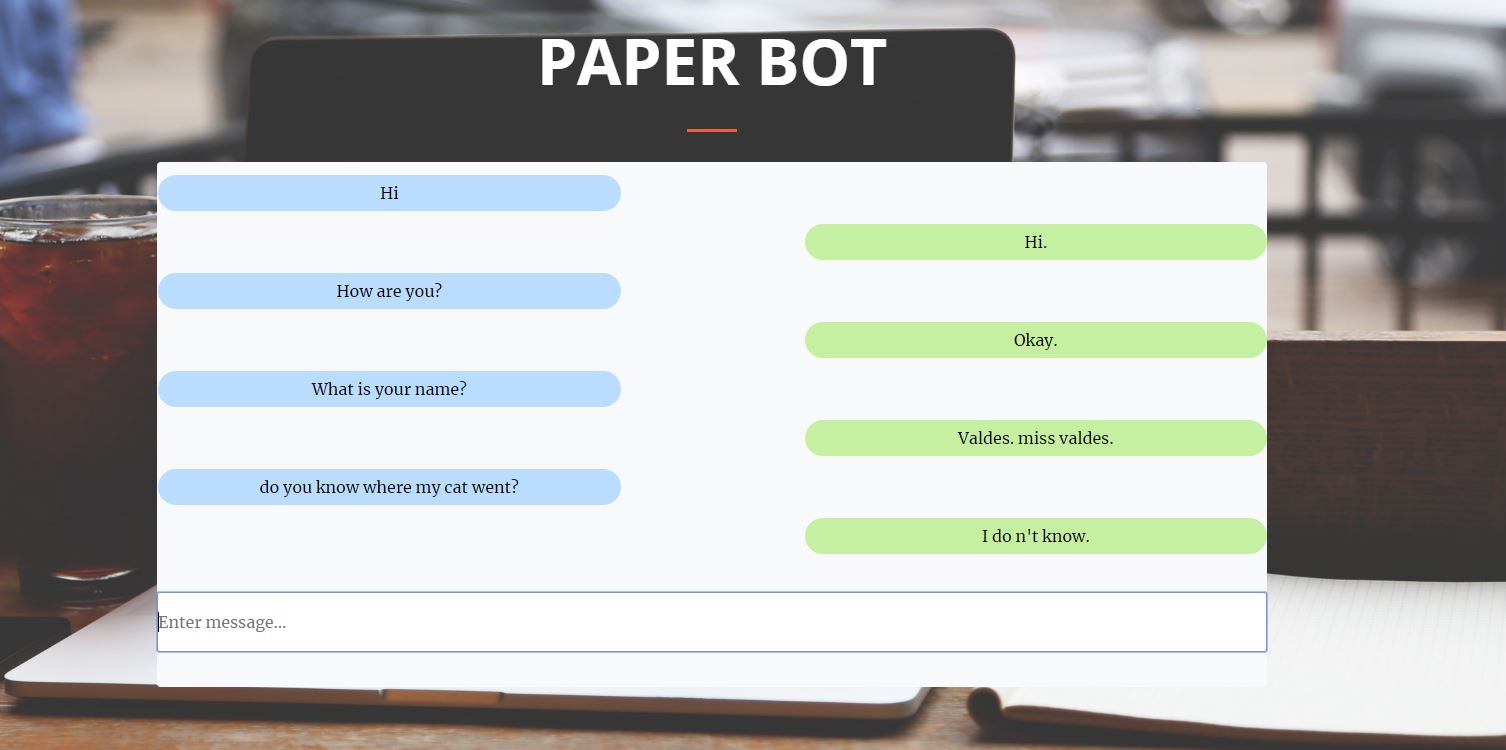 PAPER BOT
Hi
Hi.
How are you?
Okay.
What is your name?
Valdes. miss valdes.
do you know where my cat went?
I do n't know.
Enter message...